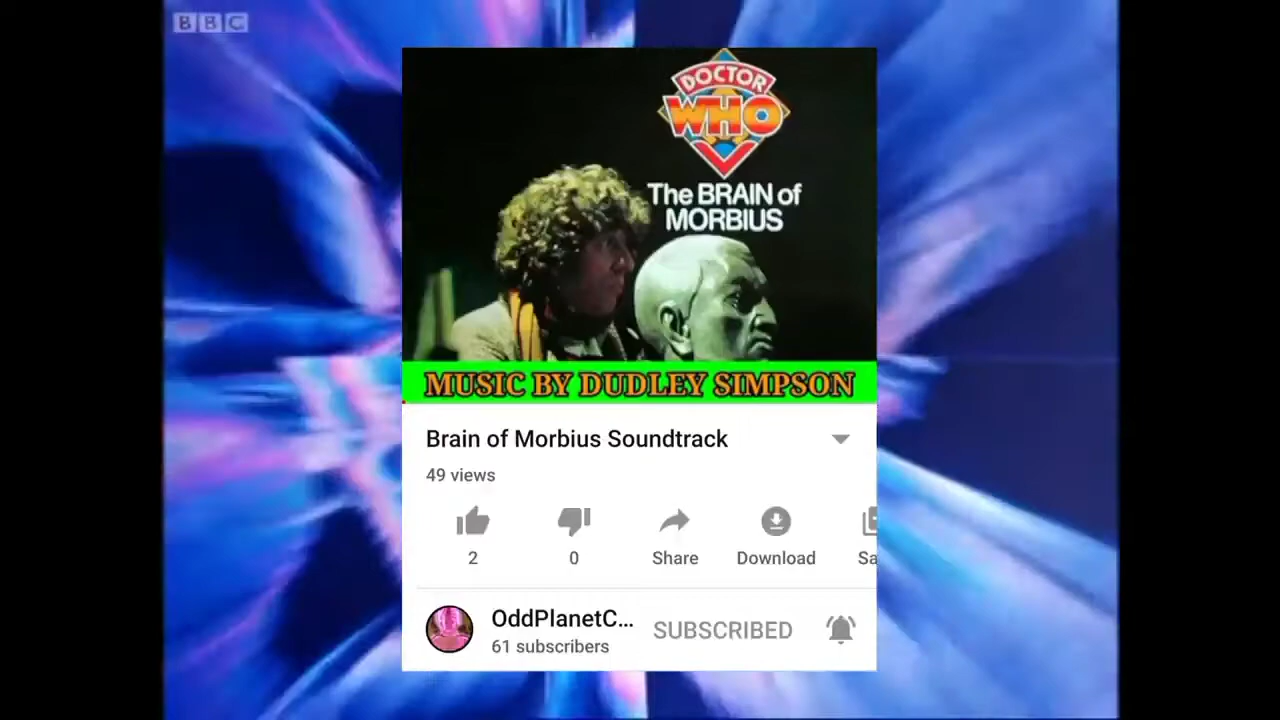 BBC
DOCTOR
WHO
The BRAIN of
MORBIUS
MUSIC BY DUDLEY SIMPSON
Brain of Morbius Soundtrack
49 views
2
0
Share
Download
Sa
OddPlanetC...
SUBSCRIBED
61 subscribers